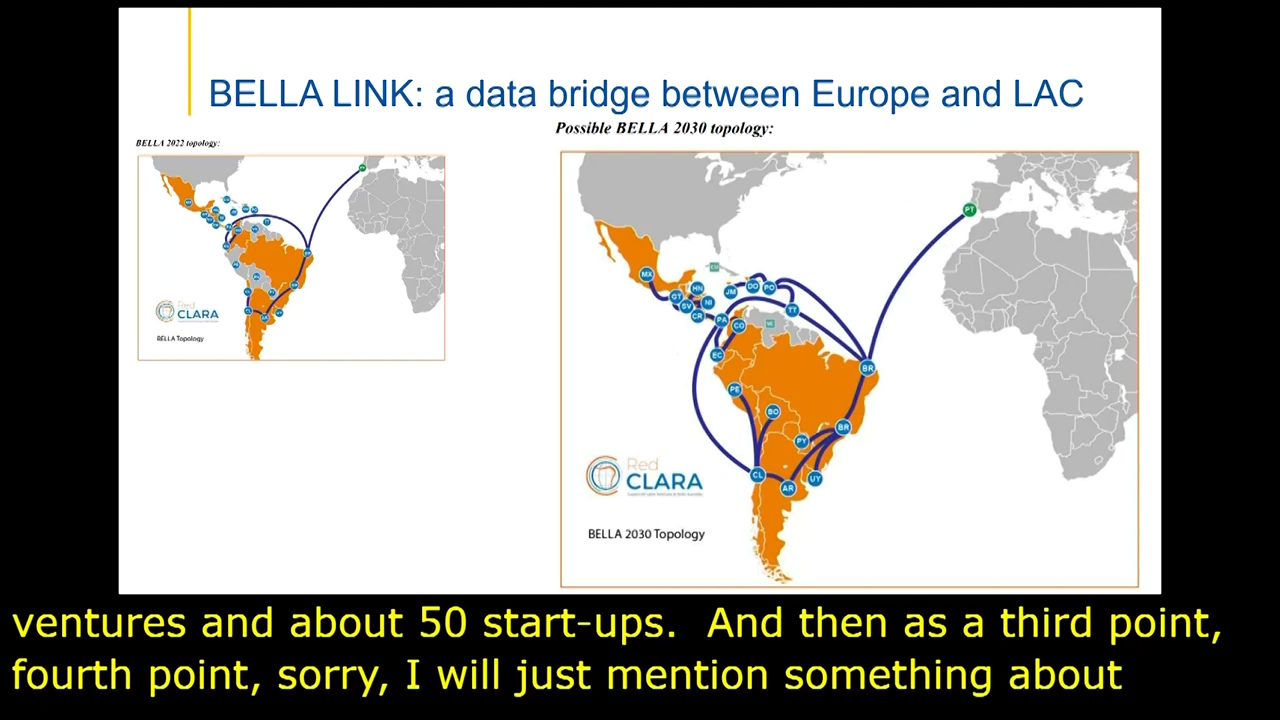 BELLA LINK: a data bridge between Europe and LAC
Possible BELLA 2030 topology:
BELLA 2022 topology:
Red
CLARA
BELLA Topology
PT
MX
HN
GT
SV
NI
CR
PA
CO
EC
JM
DO
PO
TT
BR
PE
BO
PY
BR
CL
AR
UY
Red
CLARA
BELLA 2030 Topology
ventures and about 50 start-ups.  And then as a third point,
fourth point, sorry, I will just mention something about